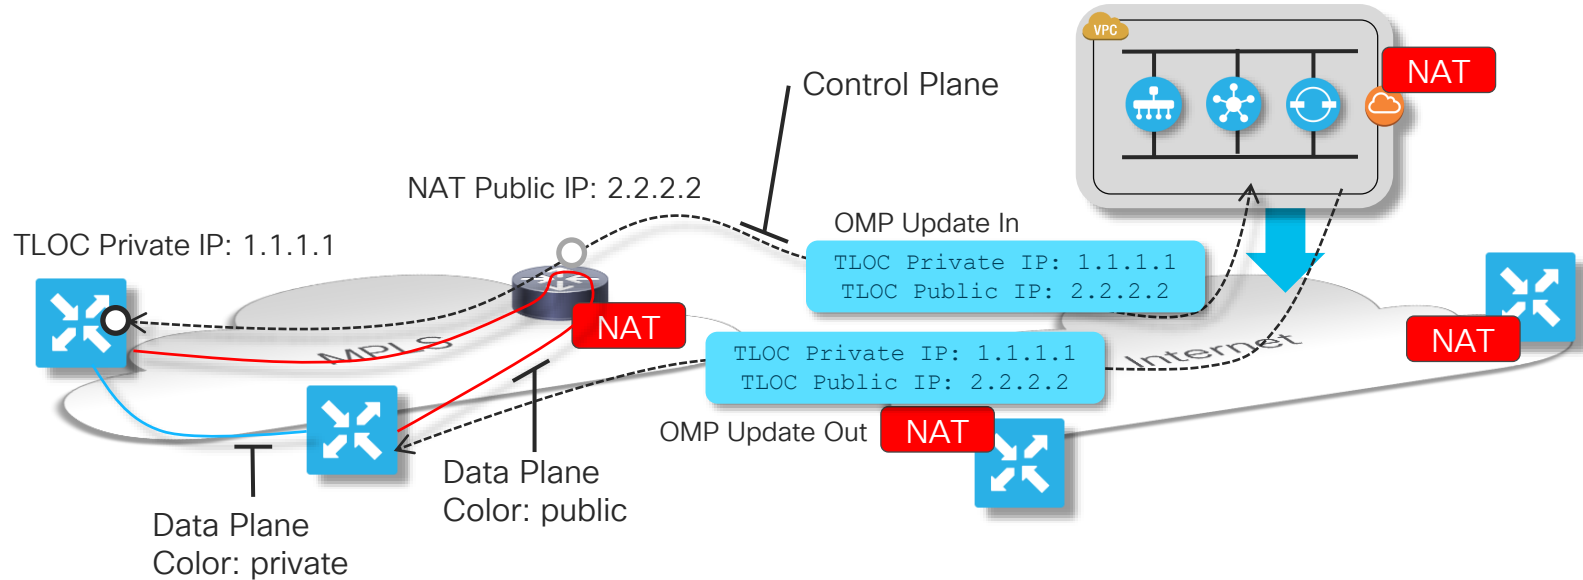 VPC
NAT
Control Plane
NAT Public IP: 2.2.2.2
OMP Update In
TLOC Private IP: 1.1.1.1
TLOC Private IP: 1.1.1.1
TLOC Public IP: 2.2.2.2
NAT
MPLS
NAT
Internet
TLOC Private IP: 1.1.1.1
TLOC Public IP: 2.2.2.2
OMP Update Out
NAT
Data Plane
Color: public
Data Plane
Color: private